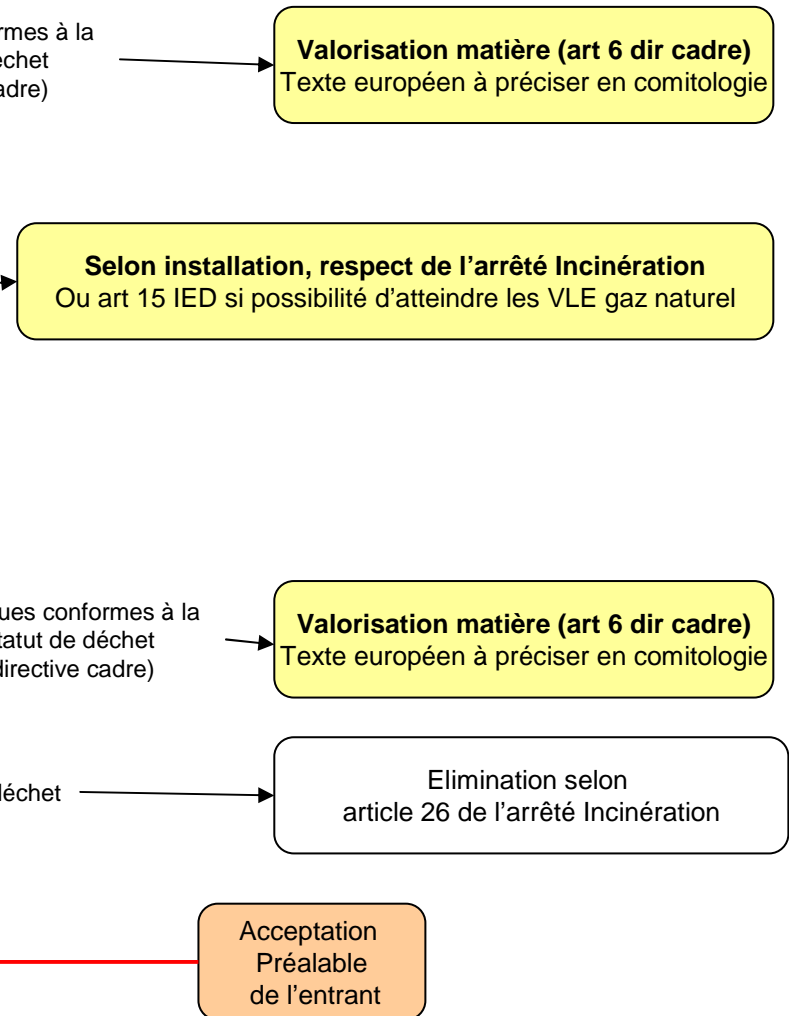 rmes à la
échet
adre)
Valorisation matière (art 6 dir cadre)
Texte européen à préciser en comitologie
Selon installation, respect de l’arrêté Incinération
Ou art 15 IED si possibilité d’atteindre les VLE gaz naturel
ues conformes à la
tatut de déchet
directive cadre)
Valorisation matière (art 6 dir cadre)
Texte européen à préciser en comitologie
déchet
Elimination selon
article 26 de l’arrêté Incinération
Acceptation
Préalable
de l’entrant